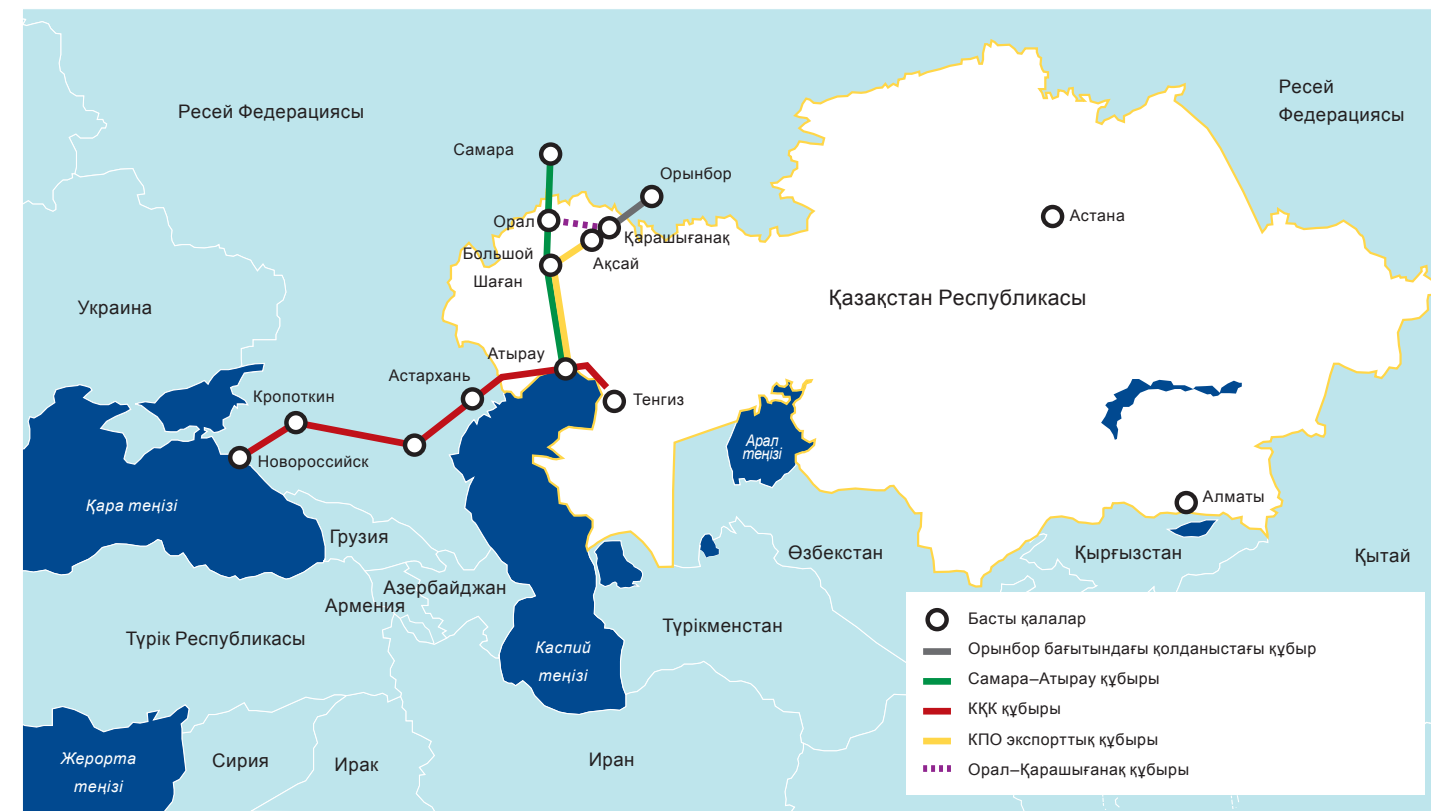 Ресей Федерациясы
Ресей
Федерациясы
Самара
Орынбор
Орал
Қарашығанақ
Астана
Большой
Шаған
Ақсай
Қазақстан Республикасы
Украина
Атырау
Астархань
Тенгиз
Кропоткин
Новороссийск
Арал
теңізі
Қара теңізі
Алматы
Грузия
Өзбекстан
Қырғызстан
Қытай
Азербайджан
Армения
Түрік Республикасы
Түрікменстан
Каспий
теңізі
Жерорта
теңізі
Сирия
Ирак
Иран
Басты қалалар
Орынбор бағытындағы қолданыстағы құбыр
Самара–Атырау құбыры
КҚК құбыры
КПО экспорттық құбыры
Орал–Қарашығанақ құбыры